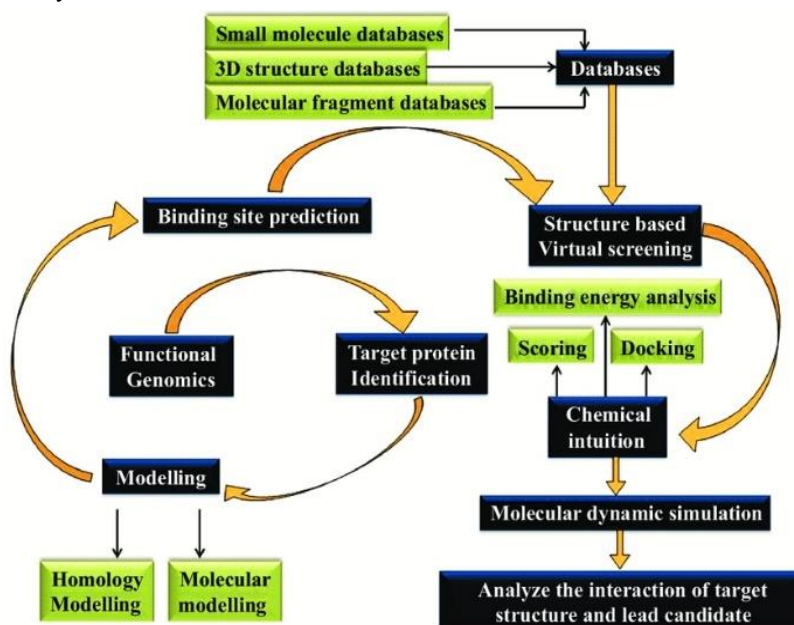 Small molecule databases
3D structure databases
Databases
Molecular fragment databases
Binding site prediction
Structure based
Virtual screening
Binding energy analysis
Functional
Genomics
Target protein
Identification
Scoring
Docking
Chemical
intuition
Modelling
Molecular dynamic simulation
Homology
Modelling
Molecular
modelling
Analyze the interaction of target
structure and lead candidate